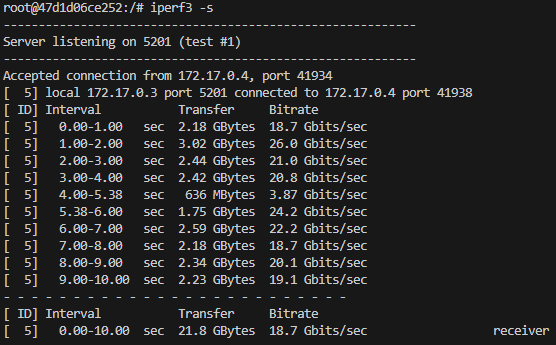 root@47d1d06ce252:/# iperf3 -s
-----------------------------------------------------------
Server listening on 5201 (test #1)
-----------------------------------------------------------
Accepted connection from 172.17.0.4, port 41934
[  5] local 172.17.0.3 port 5201 connected to 172.17.0.4 port 41938
[ ID] Interval           Transfer     Bitrate
[  5]   0.00-1.00   sec  2.18 GBytes  18.7 Gbits/sec
[  5]   1.00-2.00   sec  3.02 GBytes  26.0 Gbits/sec
[  5]   2.00-3.00   sec  2.44 GBytes  21.0 Gbits/sec
[  5]   3.00-4.00   sec  2.42 GBytes  20.8 Gbits/sec
[  5]   4.00-5.38   sec   636 MBytes  3.87 Gbits/sec
[  5]   5.38-6.00   sec  1.75 GBytes  24.2 Gbits/sec
[  5]   6.00-7.00   sec  2.59 GBytes  22.2 Gbits/sec
[  5]   7.00-8.00   sec  2.18 GBytes  18.7 Gbits/sec
[  5]   8.00-9.00   sec  2.34 GBytes  20.1 Gbits/sec
[  5]   9.00-10.00  sec  2.23 GBytes  19.1 Gbits/sec
- - - - - - - - - - - - - - - - - - - - - - - - -
[ ID] Interval           Transfer     Bitrate
[  5]   0.00-10.00  sec  21.8 GBytes  18.7 Gbits/sec                  receiver